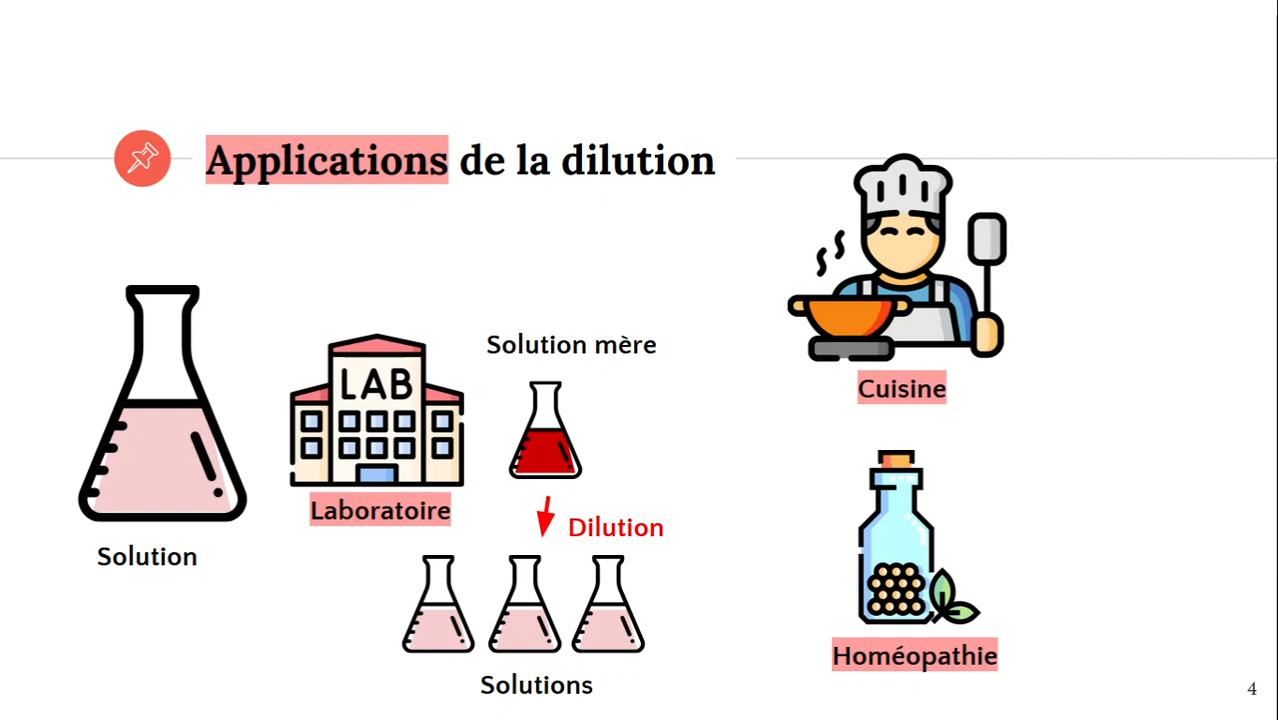 Applications de la dilution
Solution
LAB
Laboratoire
Solution mère
Dilution
Solutions
Cuisine
Homéopathie
4